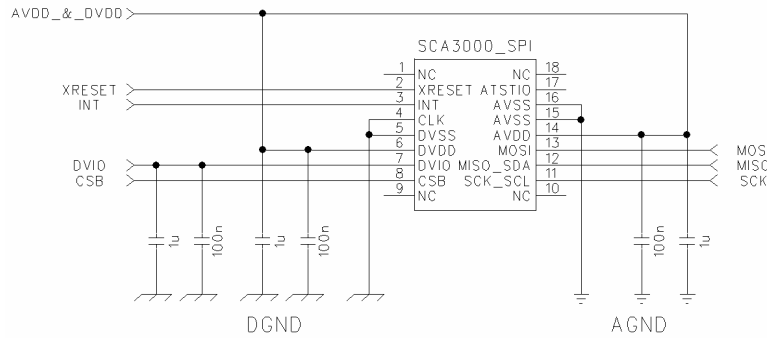 AVDD_&_DVDD
SCA3000_SPI
1 NC NC 18
XRESET 2 XRESET ATSTIO 17
INT 3 INT AVSS 16
4 CLK AVSS 15
5 DVSS AVDD 14
6 DVDD MOSI 13 MOS
DVIO 7 DVIO MISO_SDA 12 MISO
CSB 8 CSB SCK_SCL 11 SCK
9 NC NC 10
1u 100n 1u 100n 100n 1u
DGND AGND